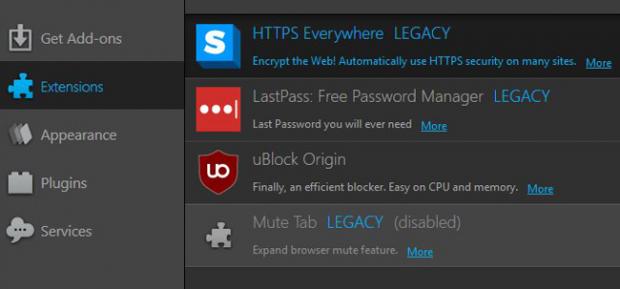 Get Add-ons
Extensions
Appearance
Plugins
Services
S
HTTPS Everywhere LEGACY
Encrypt the Web! Automatically use HTTPS security on many sites. More
LastPass: Free Password Manager LEGACY
Last Password you will ever need More
uo
uBlock Origin
Finally, an efficient blocker. Easy on CPU and memory. More
Mute Tab LEGACY (disabled)
Expand browser mute feature. More